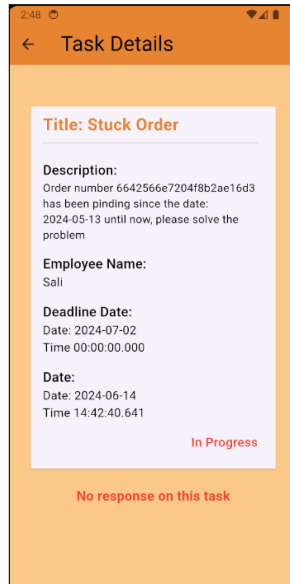 2:48
Task Details
Title: Stuck Order
Description:
Order number 6642566e7204f8b2ae16d3
has been pinding since the date:
2024-05-13 until now, please solve the
problem
Employee Name:
Sali
Deadline Date:
Date: 2024-07-02
Time 00:00:00.000
Date:
Date: 2024-06-14
Time 14:42:40.641
In Progress
No response on this task